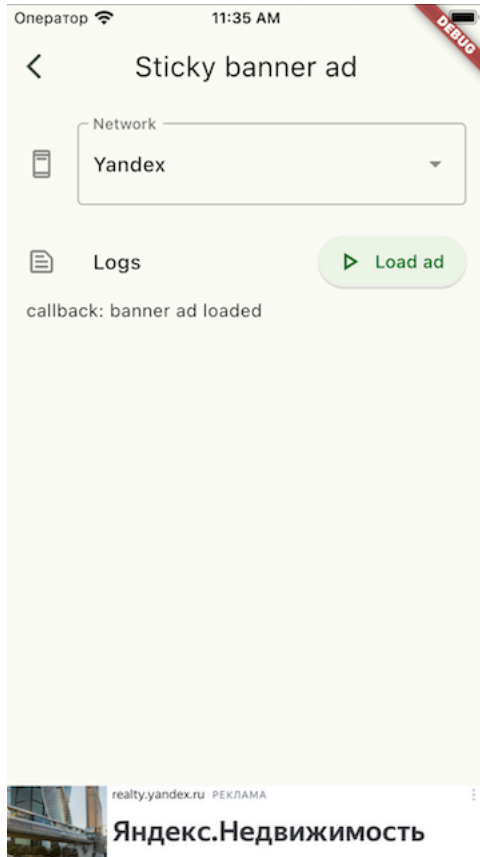 Оператор 11:35 AM
DEBUG
Sticky banner ad
Network
Yandex
Logs Load ad
callback: banner ad loaded
realty.yandex.ru РЕКЛАМА
Яндекс.Недвижимость